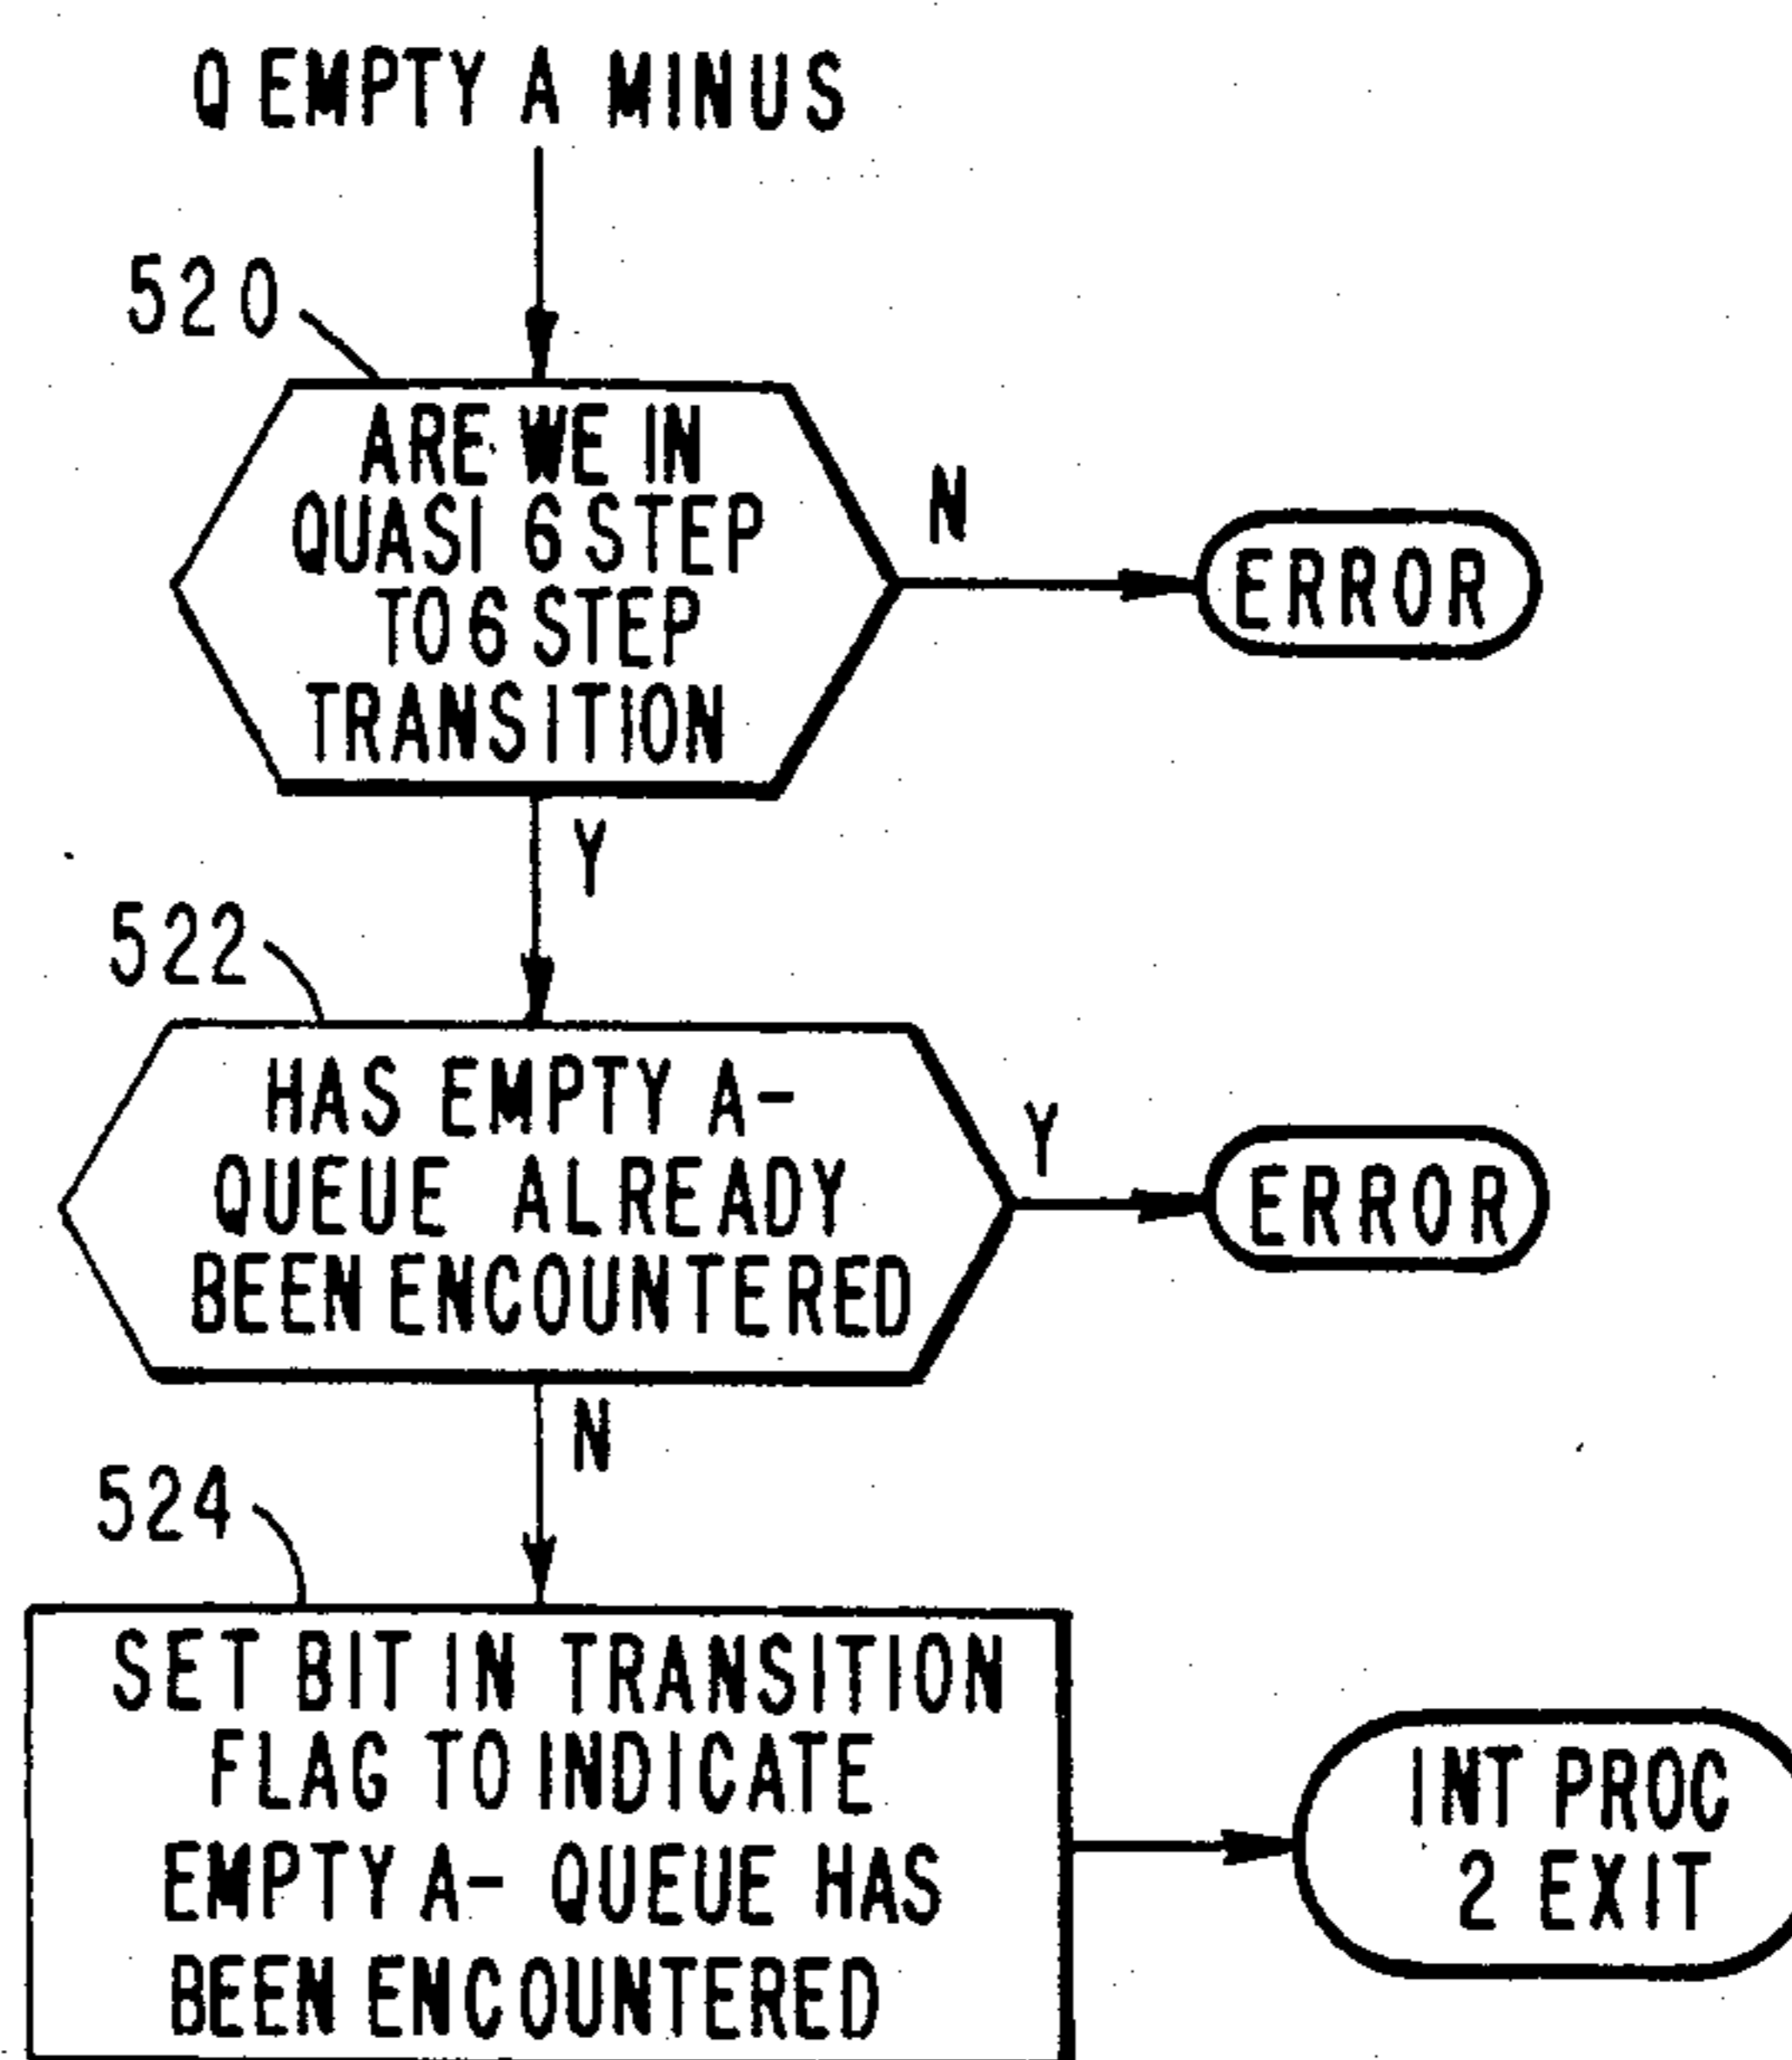 Q EMPTY A MINUS
520
ARE WE IN
QUASI 6 STEP
TO 6 STEP
TRANSITION
N
ERROR
Y
522
HAS EMPTY A-
QUEUE ALREADY
BEEN ENCOUNTERED
Y
ERROR
N
524
SET BIT IN TRANSITION
FLAG TO INDICATE
EMPTY A- QUEUE HAS
BEEN ENCOUNTERED
INT PROC
2 EXIT